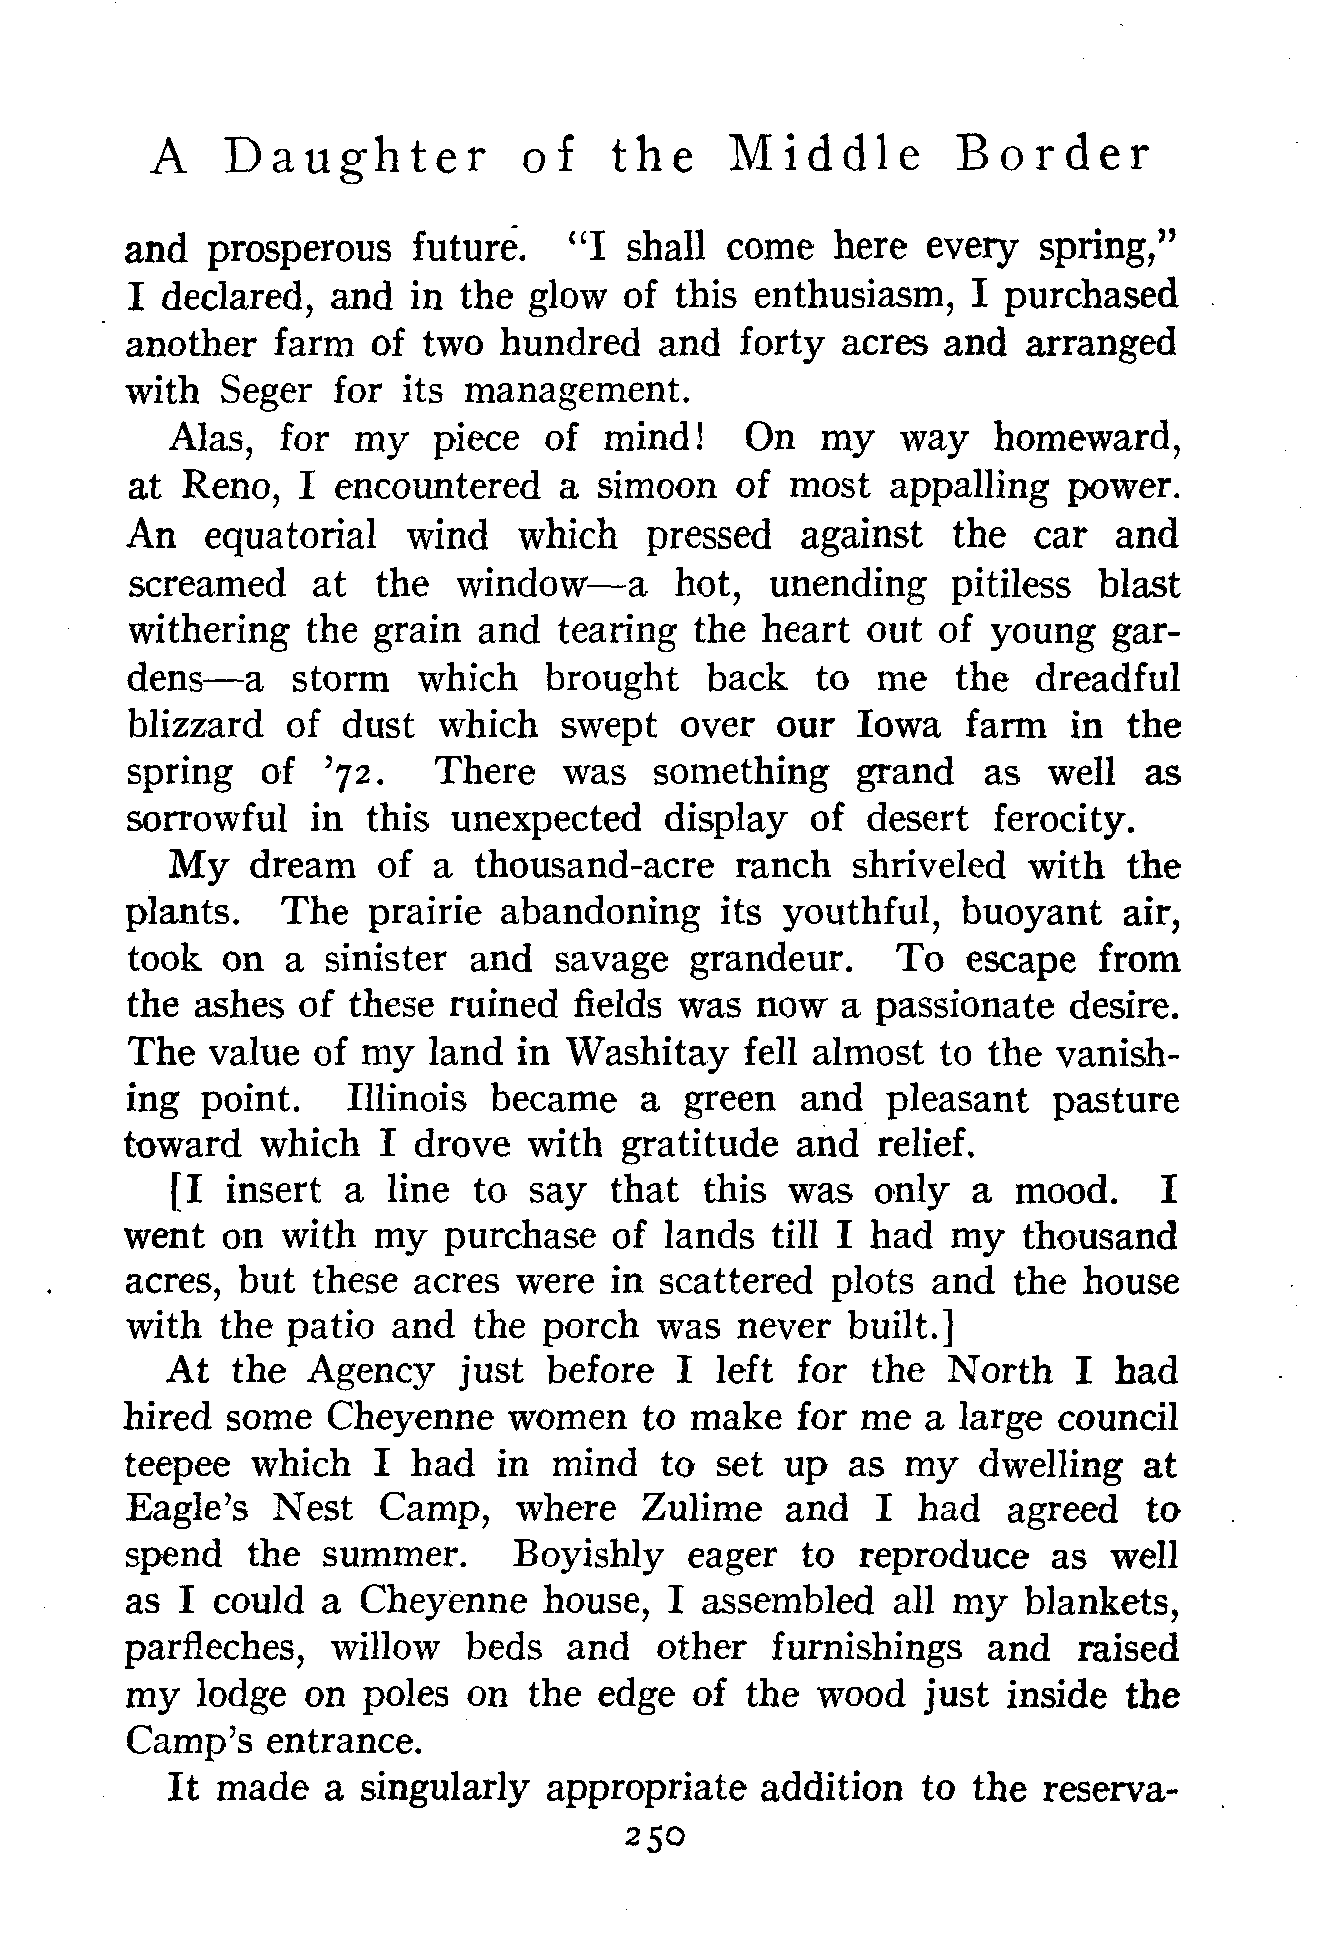 A Daughter of the Middle Border
and prosperous future. "I shall come here every spring,"
I declared, and in the glow of this enthusiasm, I purchased
another farm of two hundred and forty acres and arranged
with Seger for its management.
Alas, for my piece of mind! On my way homeward,
at Reno, I encountered a simoon of most appalling power.
An equatorial wind which pressed against the car and
screamed at the window—a hot, unending pitiless blast
withering the grain and tearing the heart out of young gar-
dens—a storm which brought back to me the dreadful
blizzard of dust which swept over our Iowa farm in the
spring of '72. There was something grand as well as
sorrowful in this unexpected display of desert ferocity.
My dream of a thousand-acre ranch shriveled with the
plants. The prairie abandoning its youthful, buoyant air,
took on a sinister and savage grandeur. To escape from
the ashes of these ruined fields was now a passionate desire.
The value of my land in Washitay fell almost to the vanish-
ing point. Illinois became a green and pleasant pasture
toward which I drove with gratitude and relief.
[I insert a line to say that this was only a mood. I
went on with my purchase of lands till I had my thousand
acres, but these acres were in scattered plots and the house
with the patio and the porch was never built.]
At the Agency just before I left for the North I had
hired some Cheyenne women to make for me a large council
teepee which I had in mind to set up as my dwelling at
Eagle's Nest Camp, where Zulime and I had agreed to
spend the summer. Boyishly eager to reproduce as well
as I could a Cheyenne house, I assembled all my blankets,
parfleches, willow beds and other furnishings and raised
my lodge on poles on the edge of the wood just inside the
Camp's entrance.
It made a singularly appropriate addition to the reserva-
250